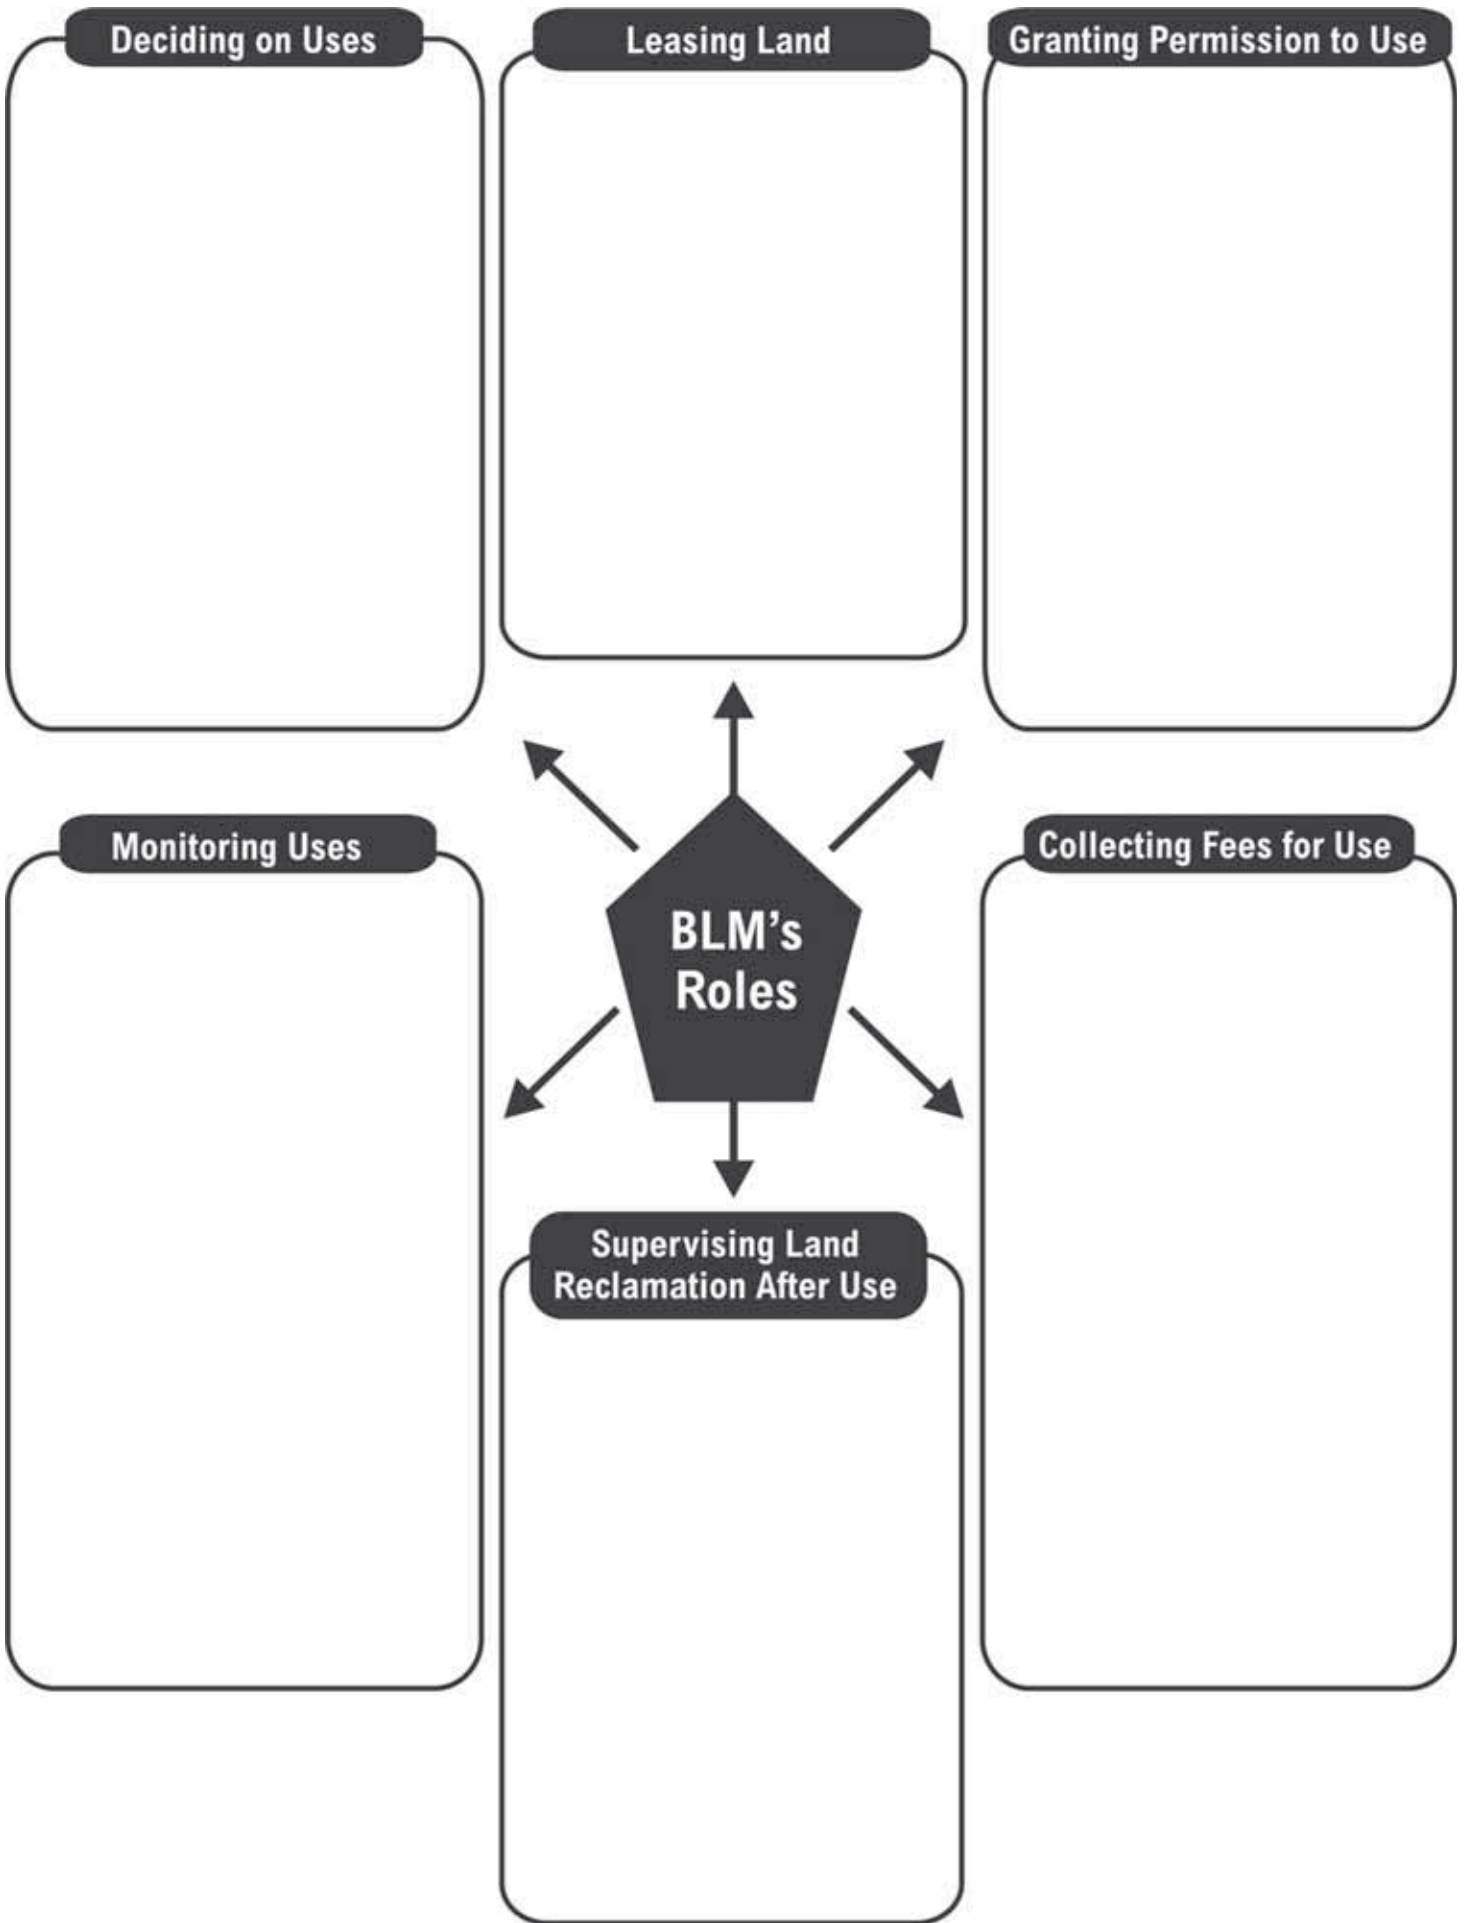 Deciding on Uses
Leasing Land
Granting Permission to Use
Monitoring Uses
BLM’s
Roles
Collecting Fees for Use
Supervising Land
Reclamation After Use